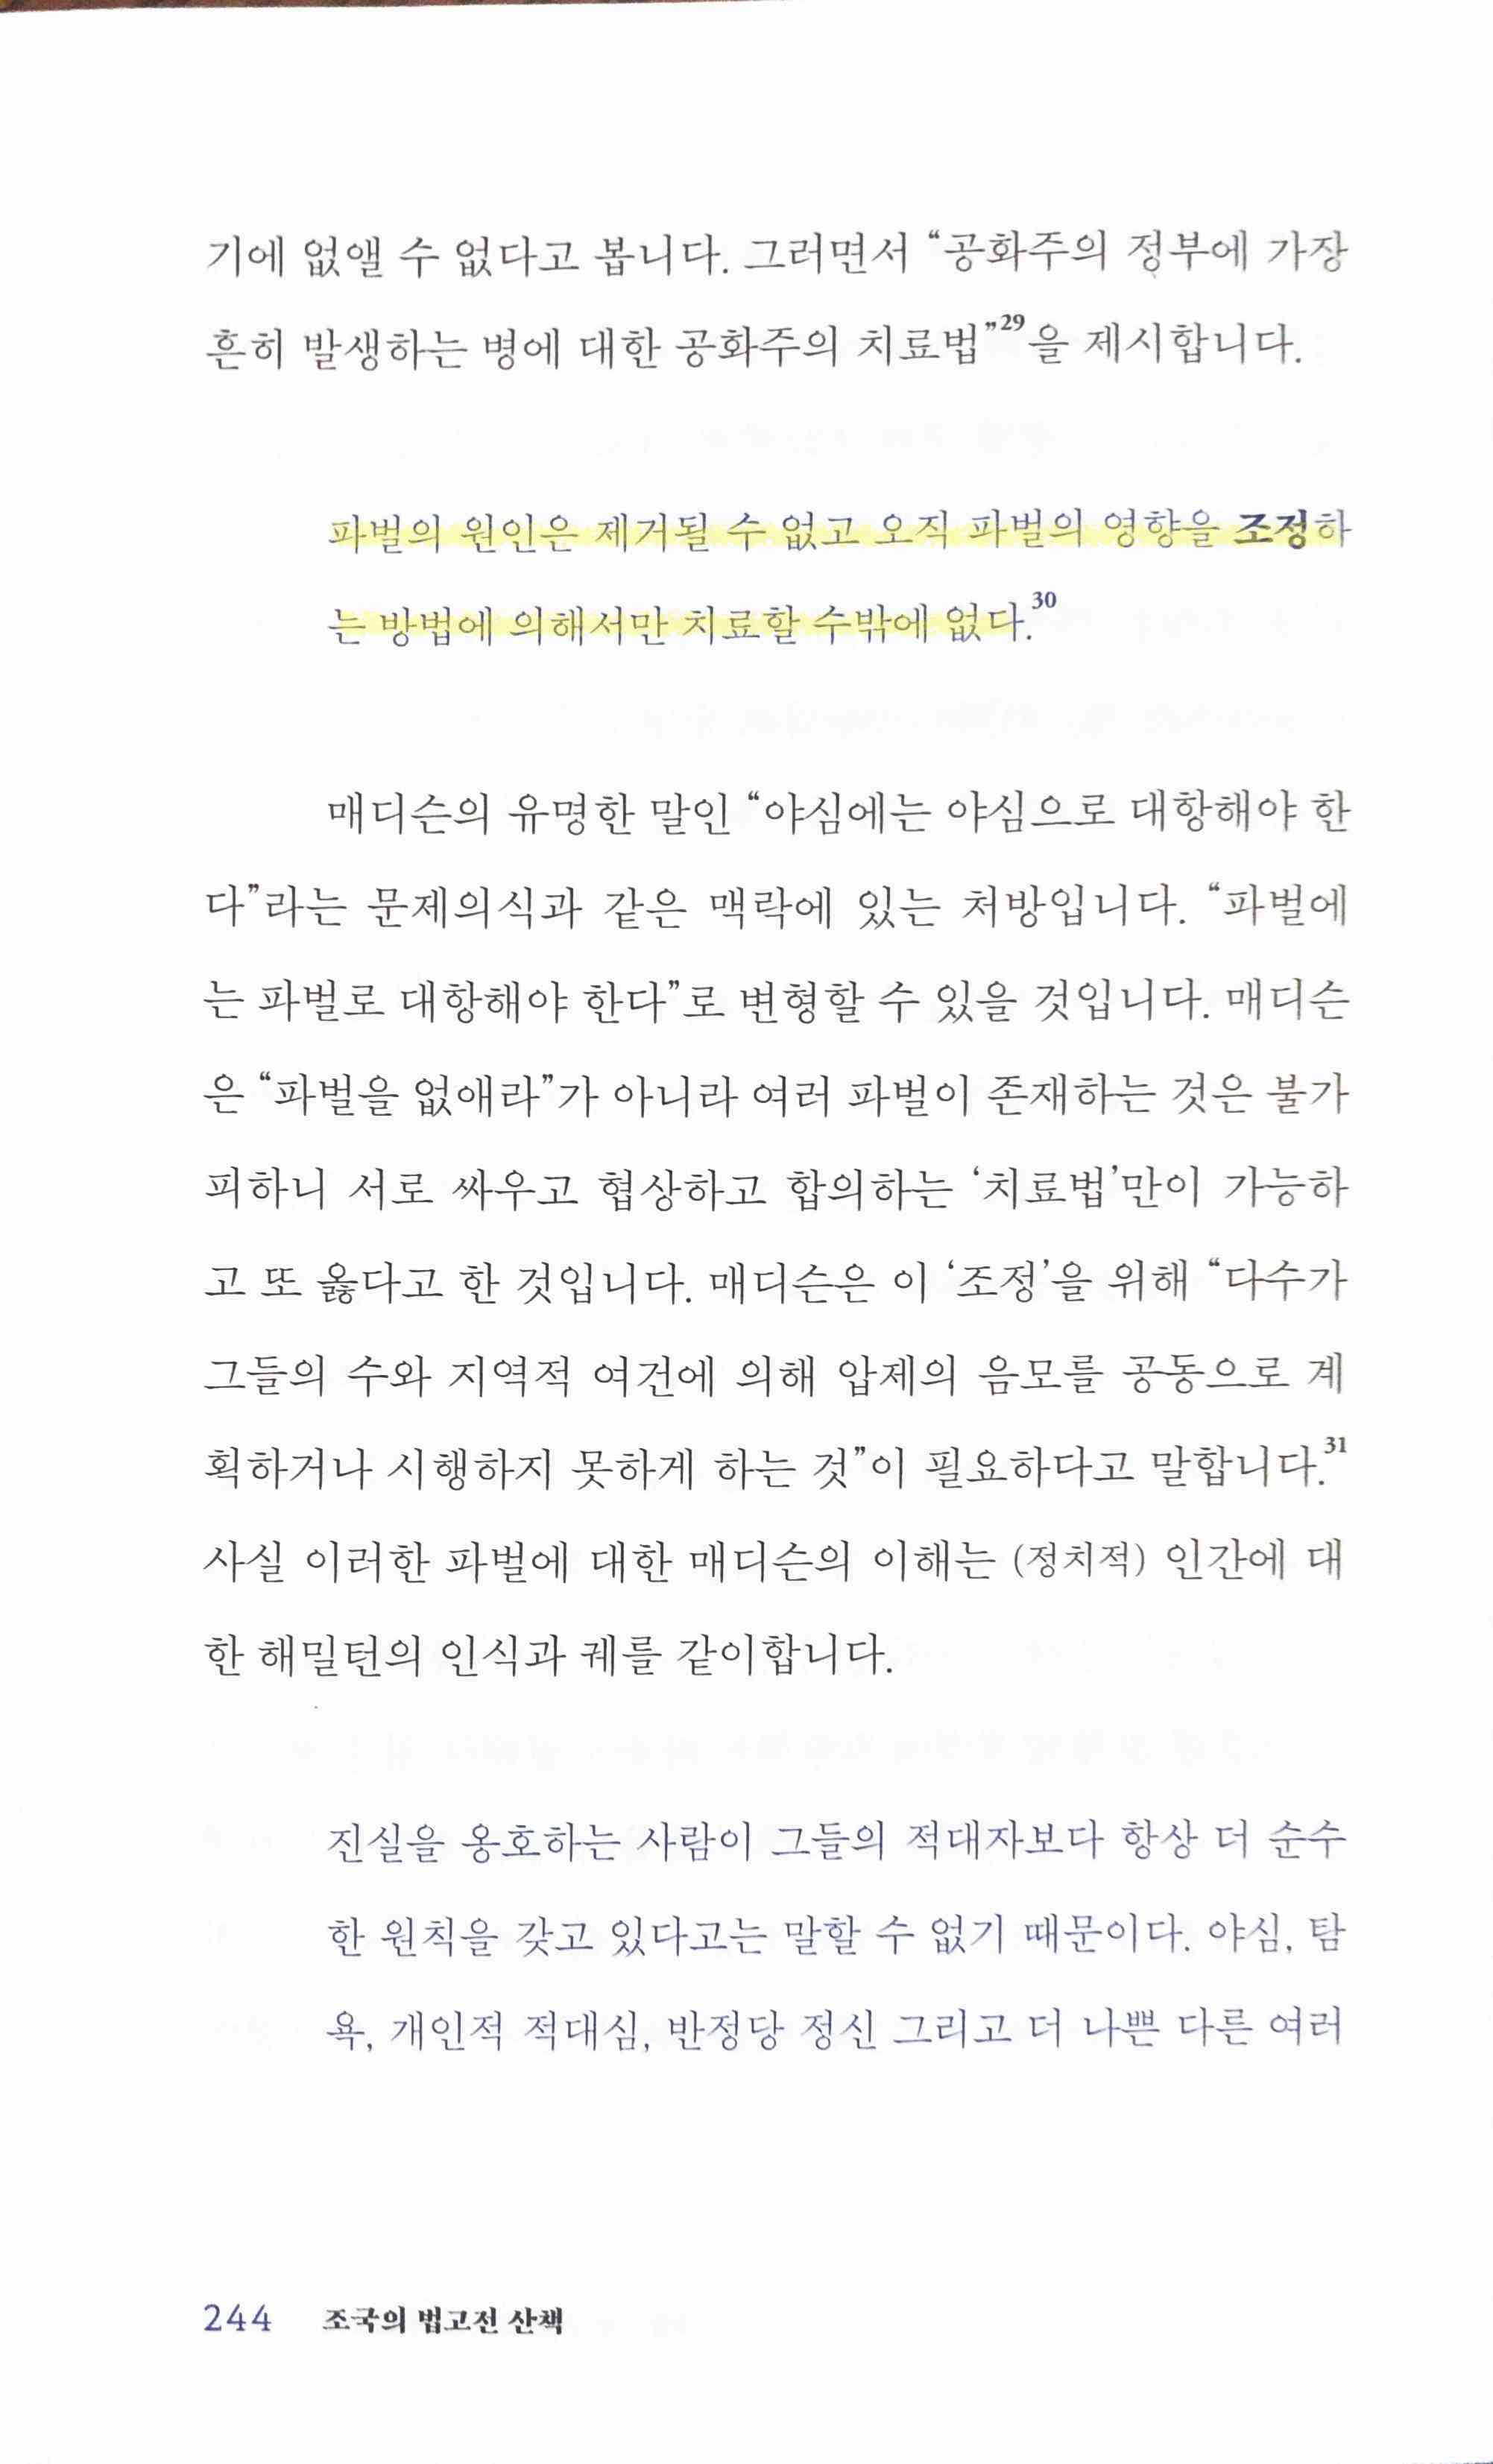 기에 없앨 수 없다고 봅니다. 그러면서 “공화주의 정부에 가장
흔히 발생하는 병에 대한 공화주의 치료법”29을 제시합니다.
파벌의 원인은 제거될 수 없고 오직 파벌의 영향을 조정하
는 방법에 의해서만 치료할 수밖에 없다.30
매디슨의 유명한 말인 “야심에는 야심으로 대항해야 한
다”라는 문제의식과 같은 맥락에 있는 처방입니다. “파벌에
는 파벌로 대항해야 한다”로 변형할 수 있을 것입니다. 매디슨
은 “파벌을 없애라”가 아니라 여러 파벌이 존재하는 것은 불가
피하니 서로 싸우고 협상하고 합의하는 ‘치료법’만이 가능하
고 또 옳다고 한 것입니다. 매디슨은 이 ‘조정’을 위해 “다수가
그들의 수와 지역적 여건에 의해 압제의 음모를 공동으로 계
획하거나 시행하지 못하게 하는 것”이 필요하다고 말합니다.31
사실 이러한 파벌에 대한 매디슨의 이해는 (정치적) 인간에 대
한 해밀턴의 인식과 궤를 같이합니다.
진실을 옹호하는 사람이 그들의 적대자보다 항상 더 순수
한 원칙을 갖고 있다고는 말할 수 없기 때문이다. 야심, 탐
욕, 개인적 적대심, 반정당 정신 그리고 더 나쁜 다른 여러
244 조국의 법고전 산책